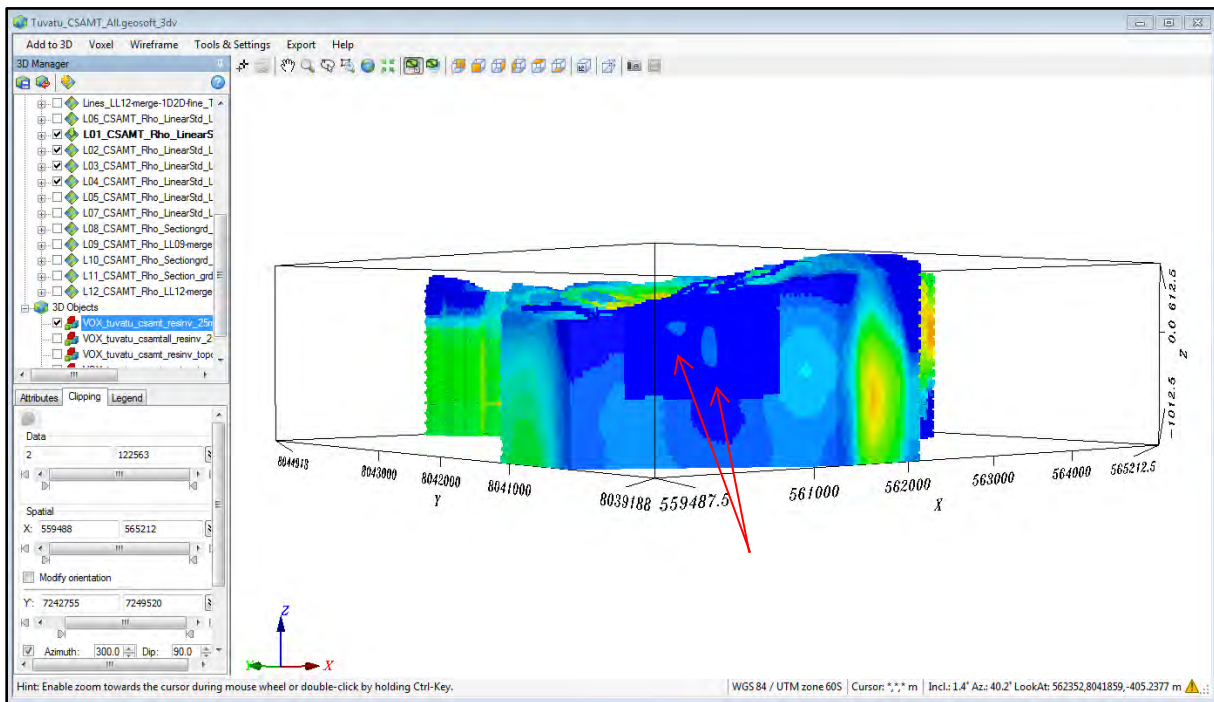 Tuvatu_CSAMT_All.geosoft_3dv
Add to 3D Voxel Wireframe Tools & Settings Export Help
3D Manager
Lines_LL12-merge-1D2D-fine_T
L06_CSAMT_Rho_LinearStd_L
L01_CSAMT_Rho_LinearS
L02_CSAMT_Rho_LinearStd_L
L03_CSAMT_Rho_LinearStd_L
L04_CSAMT_Rho_LinearStd_L
L05_CSAMT_Rho_LinearStd_L
L07_CSAMT_Rho_LinearStd_L
L08_CSAMT_Rho_Sectiongrd_
L09_CSAMT_Rho_LL09-merge
L10_CSAMT_Rho_Sectiongrd_
L11_CSAMT_Rho_Section_grd
L12_CSAMT_Rho_LL12-merge
3D Objects
VOX_tuvatu_csamt_resinv_25m
VOX_tuvatu_csamtall_resinv_2
VOX_tuvatu_csamt_resinv_topo
Attributes Clipping Legend
Data
2 122563
Spatial
X: 559488 565212
Modify orientation
Y': 7242755 7249520
Azimuth: 300.0 Dip: 90.0
612.5
0.0
Z
-1012.5
8044913
8043000
8042000
8041000
Y
8039188
559487.5
561000
562000
563000
564000
565212.5
X
Z
X
Hint: Enable zoom towards the cursor during mouse wheel or double-click by holding Ctrl-Key.
WGS 84 / UTM zone 60S Cursor: *,*,* m Incl.: 1.4° Az.: 40.2° LookAt: 562352,8041859,-405.2377 m